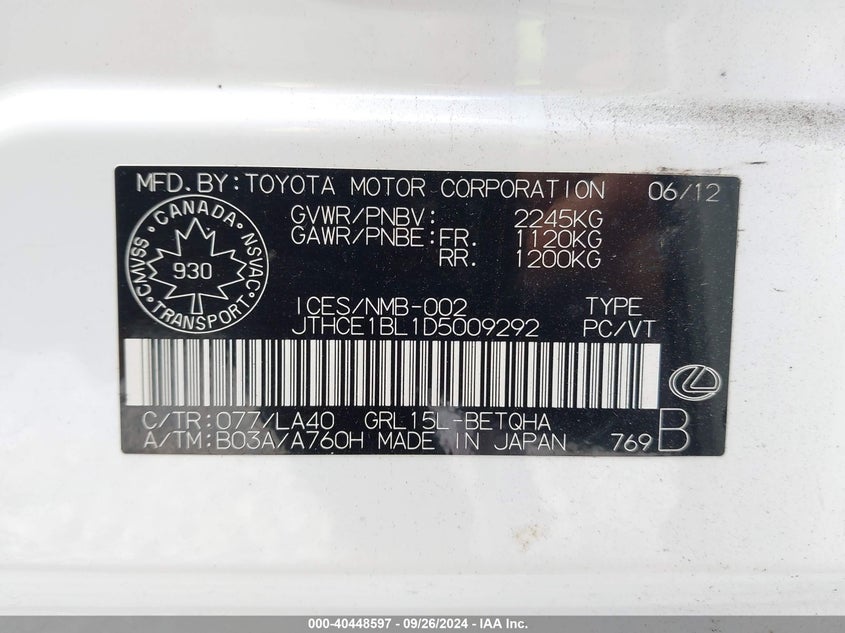 MFD.BY:TOYOTA MOTOR CORPORATION 06/12
GVWR/PNBV: 2245KG
GAWR/PNBE:FR. 1120KG
RR. 1200KG
CANADA
CMVSS NSVAC
930
TRANSPORT
ICES/NMB-002 TYPE
JTHCE1BL1D5009292 PC/VT
C/TR:077/LA40 GRL15L-BETQHA
A/TM:B03A/A760H MADE IN JAPAN 769 B
000-40448597 - 09/26/2024 - IAA Inc.